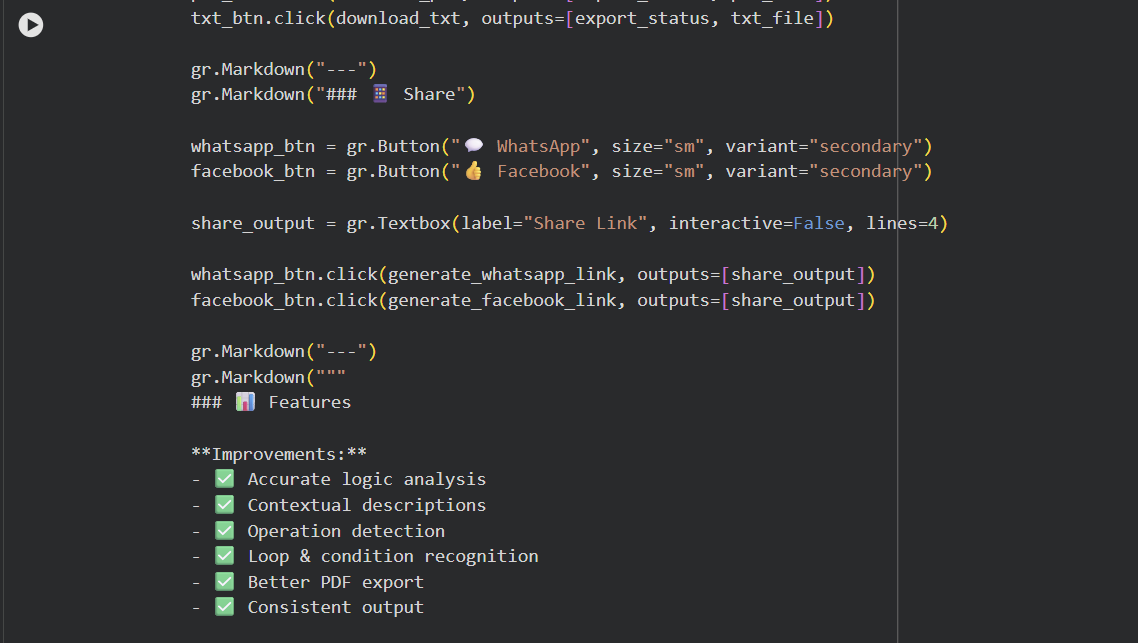 txt_btn.click(download_txt, outputs=[export_status, txt_file])
gr.Markdown("---")
gr.Markdown("### 📱 Share")
whatsapp_btn = gr.Button("💬 WhatsApp", size="sm", variant="secondary")
facebook_btn = gr.Button("👍 Facebook", size="sm", variant="secondary")
share_output = gr.Textbox(label="Share Link", interactive=False, lines=4)
whatsapp_btn.click(generate_whatsapp_link, outputs=[share_output])
facebook_btn.click(generate_facebook_link, outputs=[share_output])
gr.Markdown("---")
gr.Markdown("""
### 📊 Features
**Improvements:**
- ✅ Accurate logic analysis
- ✅ Contextual descriptions
- ✅ Operation detection
- ✅ Loop & condition recognition
- ✅ Better PDF export
- ✅ Consistent output